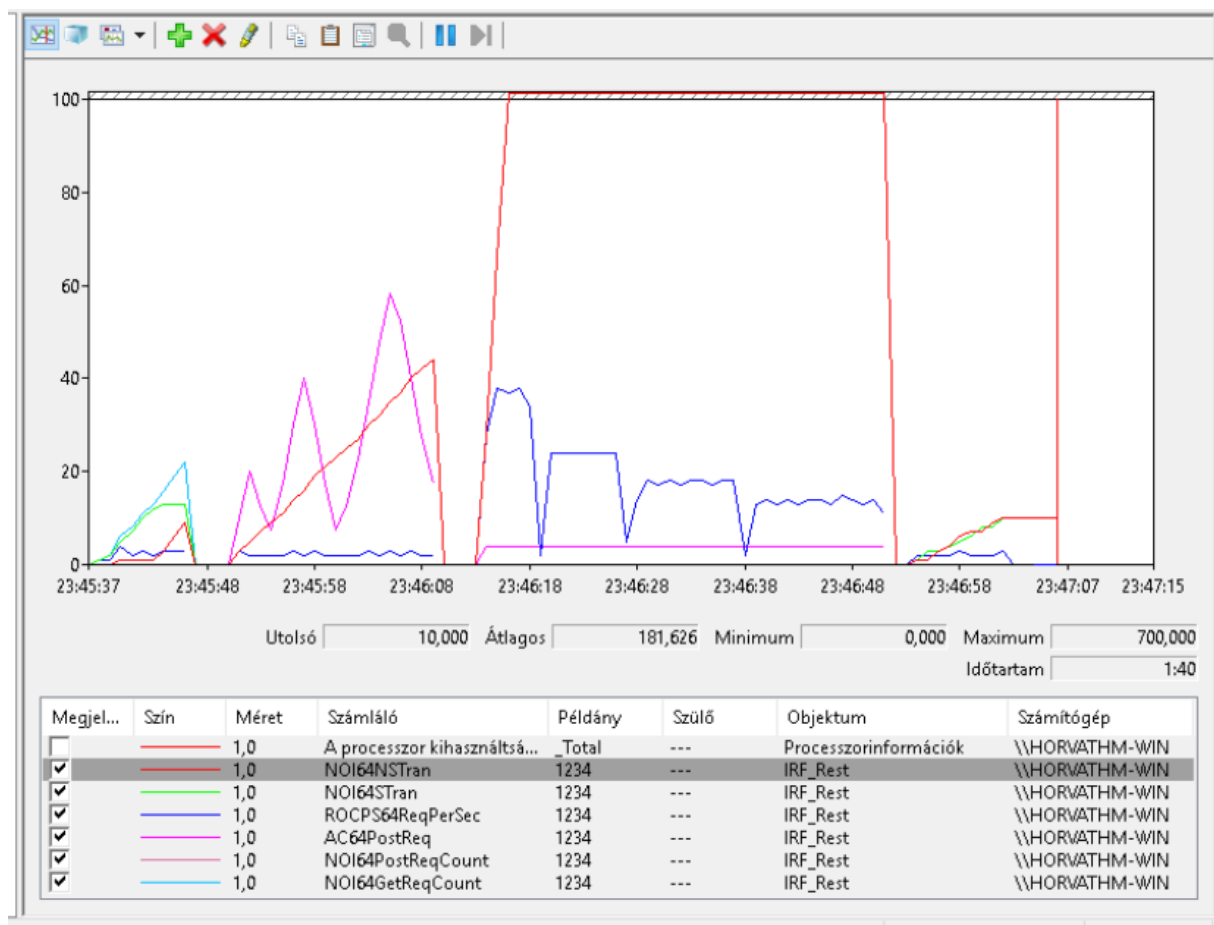 100
80
60
40
20
0
23:45:37 23:45:48 23:45:58 23:46:08 23:46:18 23:46:28 23:46:38 23:46:48 23:46:58 23:47:07 23:47:15
Utolsó 10,000 Átlagos 181,626 Minimum 0,000 Maximum 700,000
Időtartam 1:40
Megjel... Szín Méret Számláló Példány Szülő Objektum Számítógép
1,0 A processzor kihasználtsá... _Total --- Processzorinformációk \\HORVATHM-WIN
1,0 NOI64NSTran 1234 --- IRF_Rest \\HORVATHM-WIN
1,0 NOI64STran 1234 --- IRF_Rest \\HORVATHM-WIN
1,0 ROCPS64ReqPerSec 1234 --- IRF_Rest \\HORVATHM-WIN
1,0 AC64PostReq 1234 --- IRF_Rest \\HORVATHM-WIN
1,0 NOI64PostReqCount 1234 --- IRF_Rest \\HORVATHM-WIN
1,0 NOI64GetReqCount 1234 --- IRF_Rest \\HORVATHM-WIN